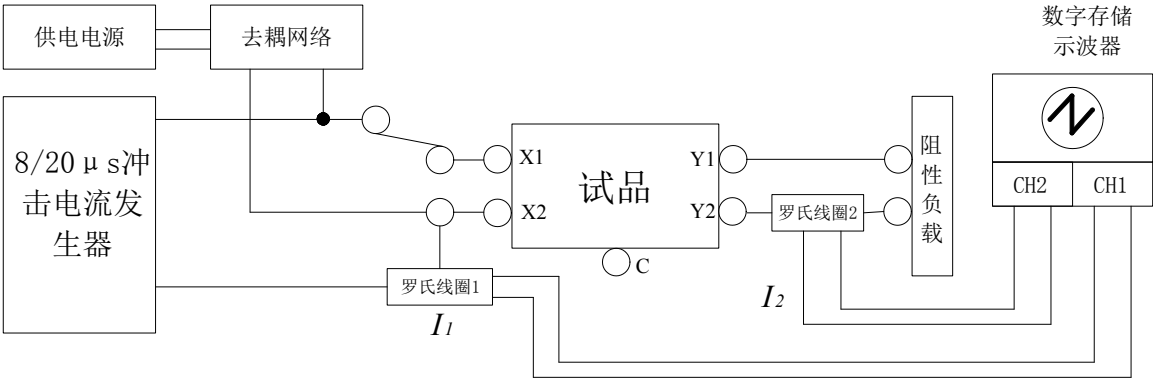 供电电源
去耦网络
数字存储
示波器
8/20μs冲
击电流发
生器
X1
X2
试品
Y1
Y2
C
罗氏线圈1
I1
罗氏线圈2
I2
阻
性
负
载
CH2
CH1